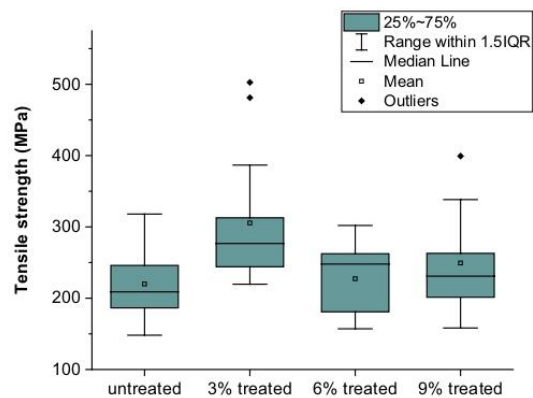 25%~75%
Range within 1.5IQR
Median Line
Mean
Outliers
Tensile strength (MPa)
500
400
300
200
100
untreated 3% treated 6% treated 9% treated